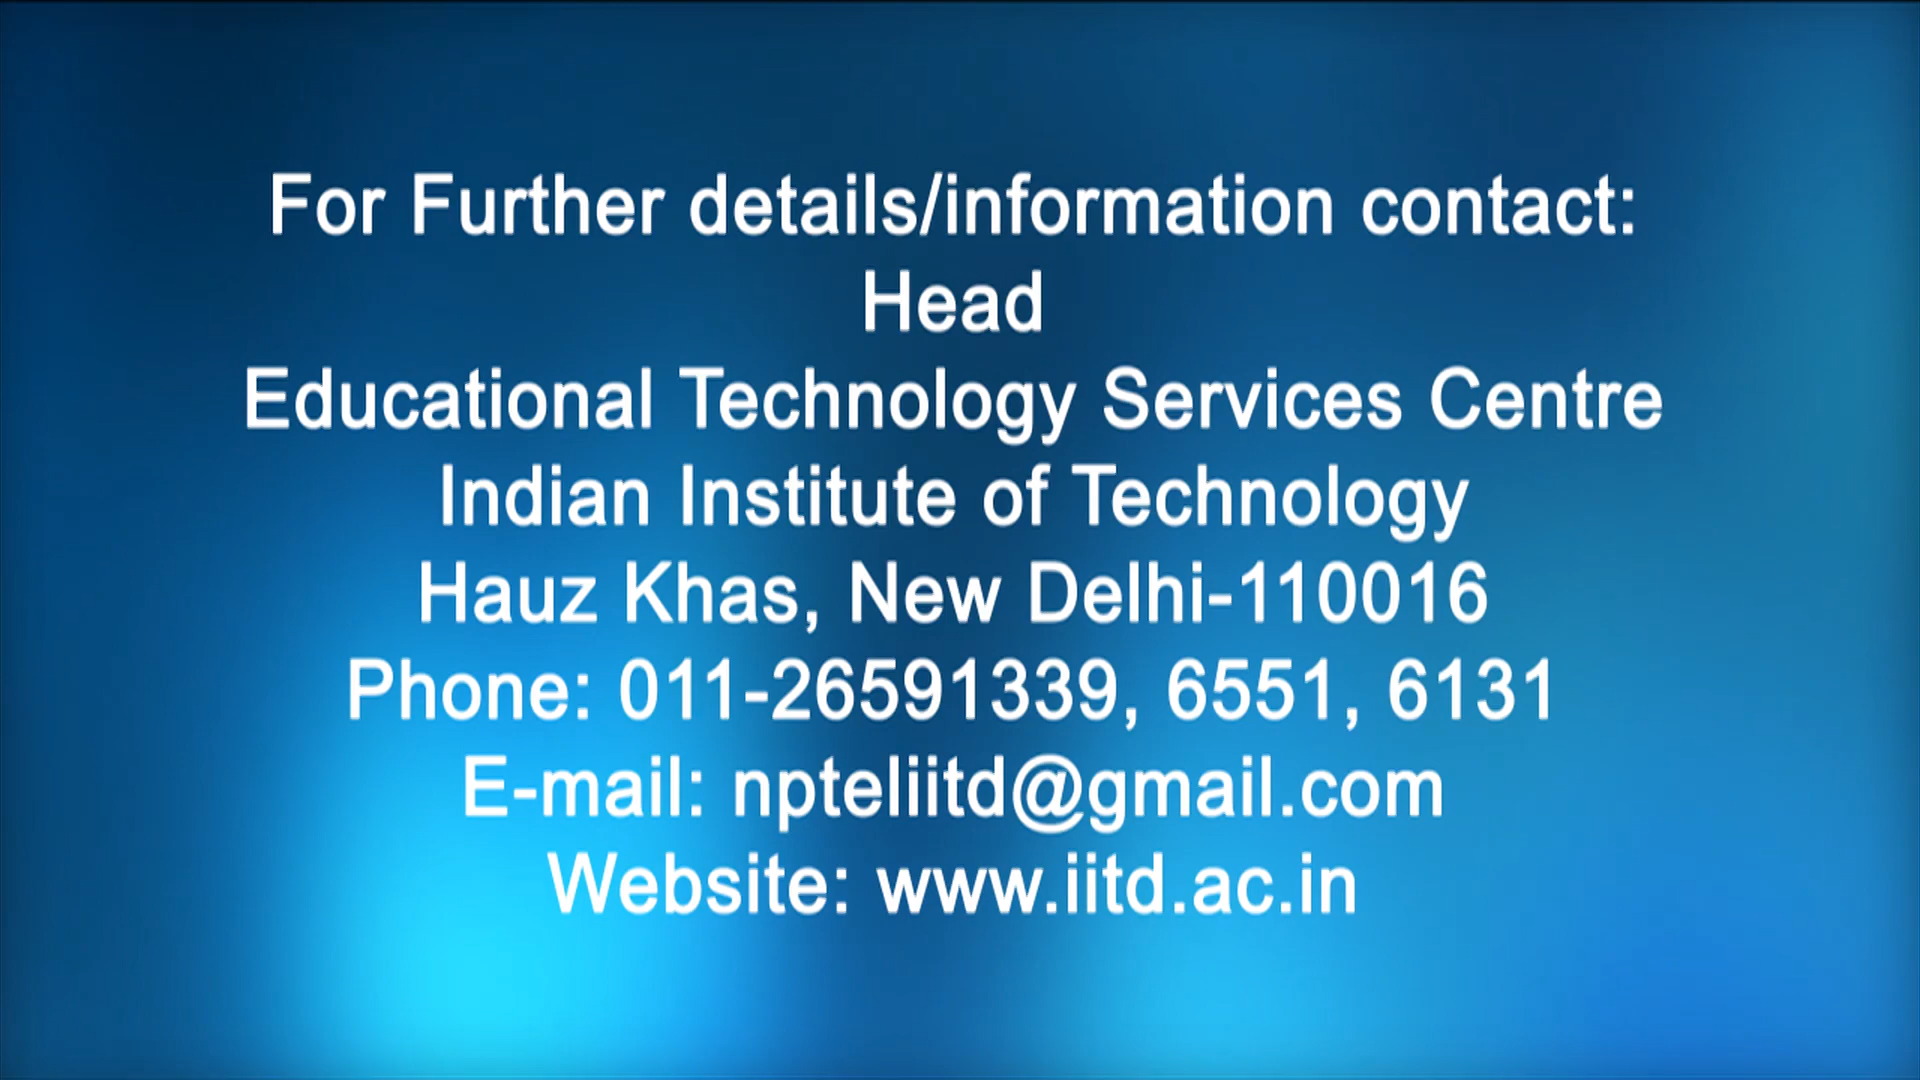 For Further details/information contact:
Head
Educational Technology Services Centre
Indian Institute of Technology
Hauz Khas, New Delhi-110016
Phone: 011-26591339, 6551, 6131
E-mail: npteliitd@gmail.com
Website: www.iitd.ac.in